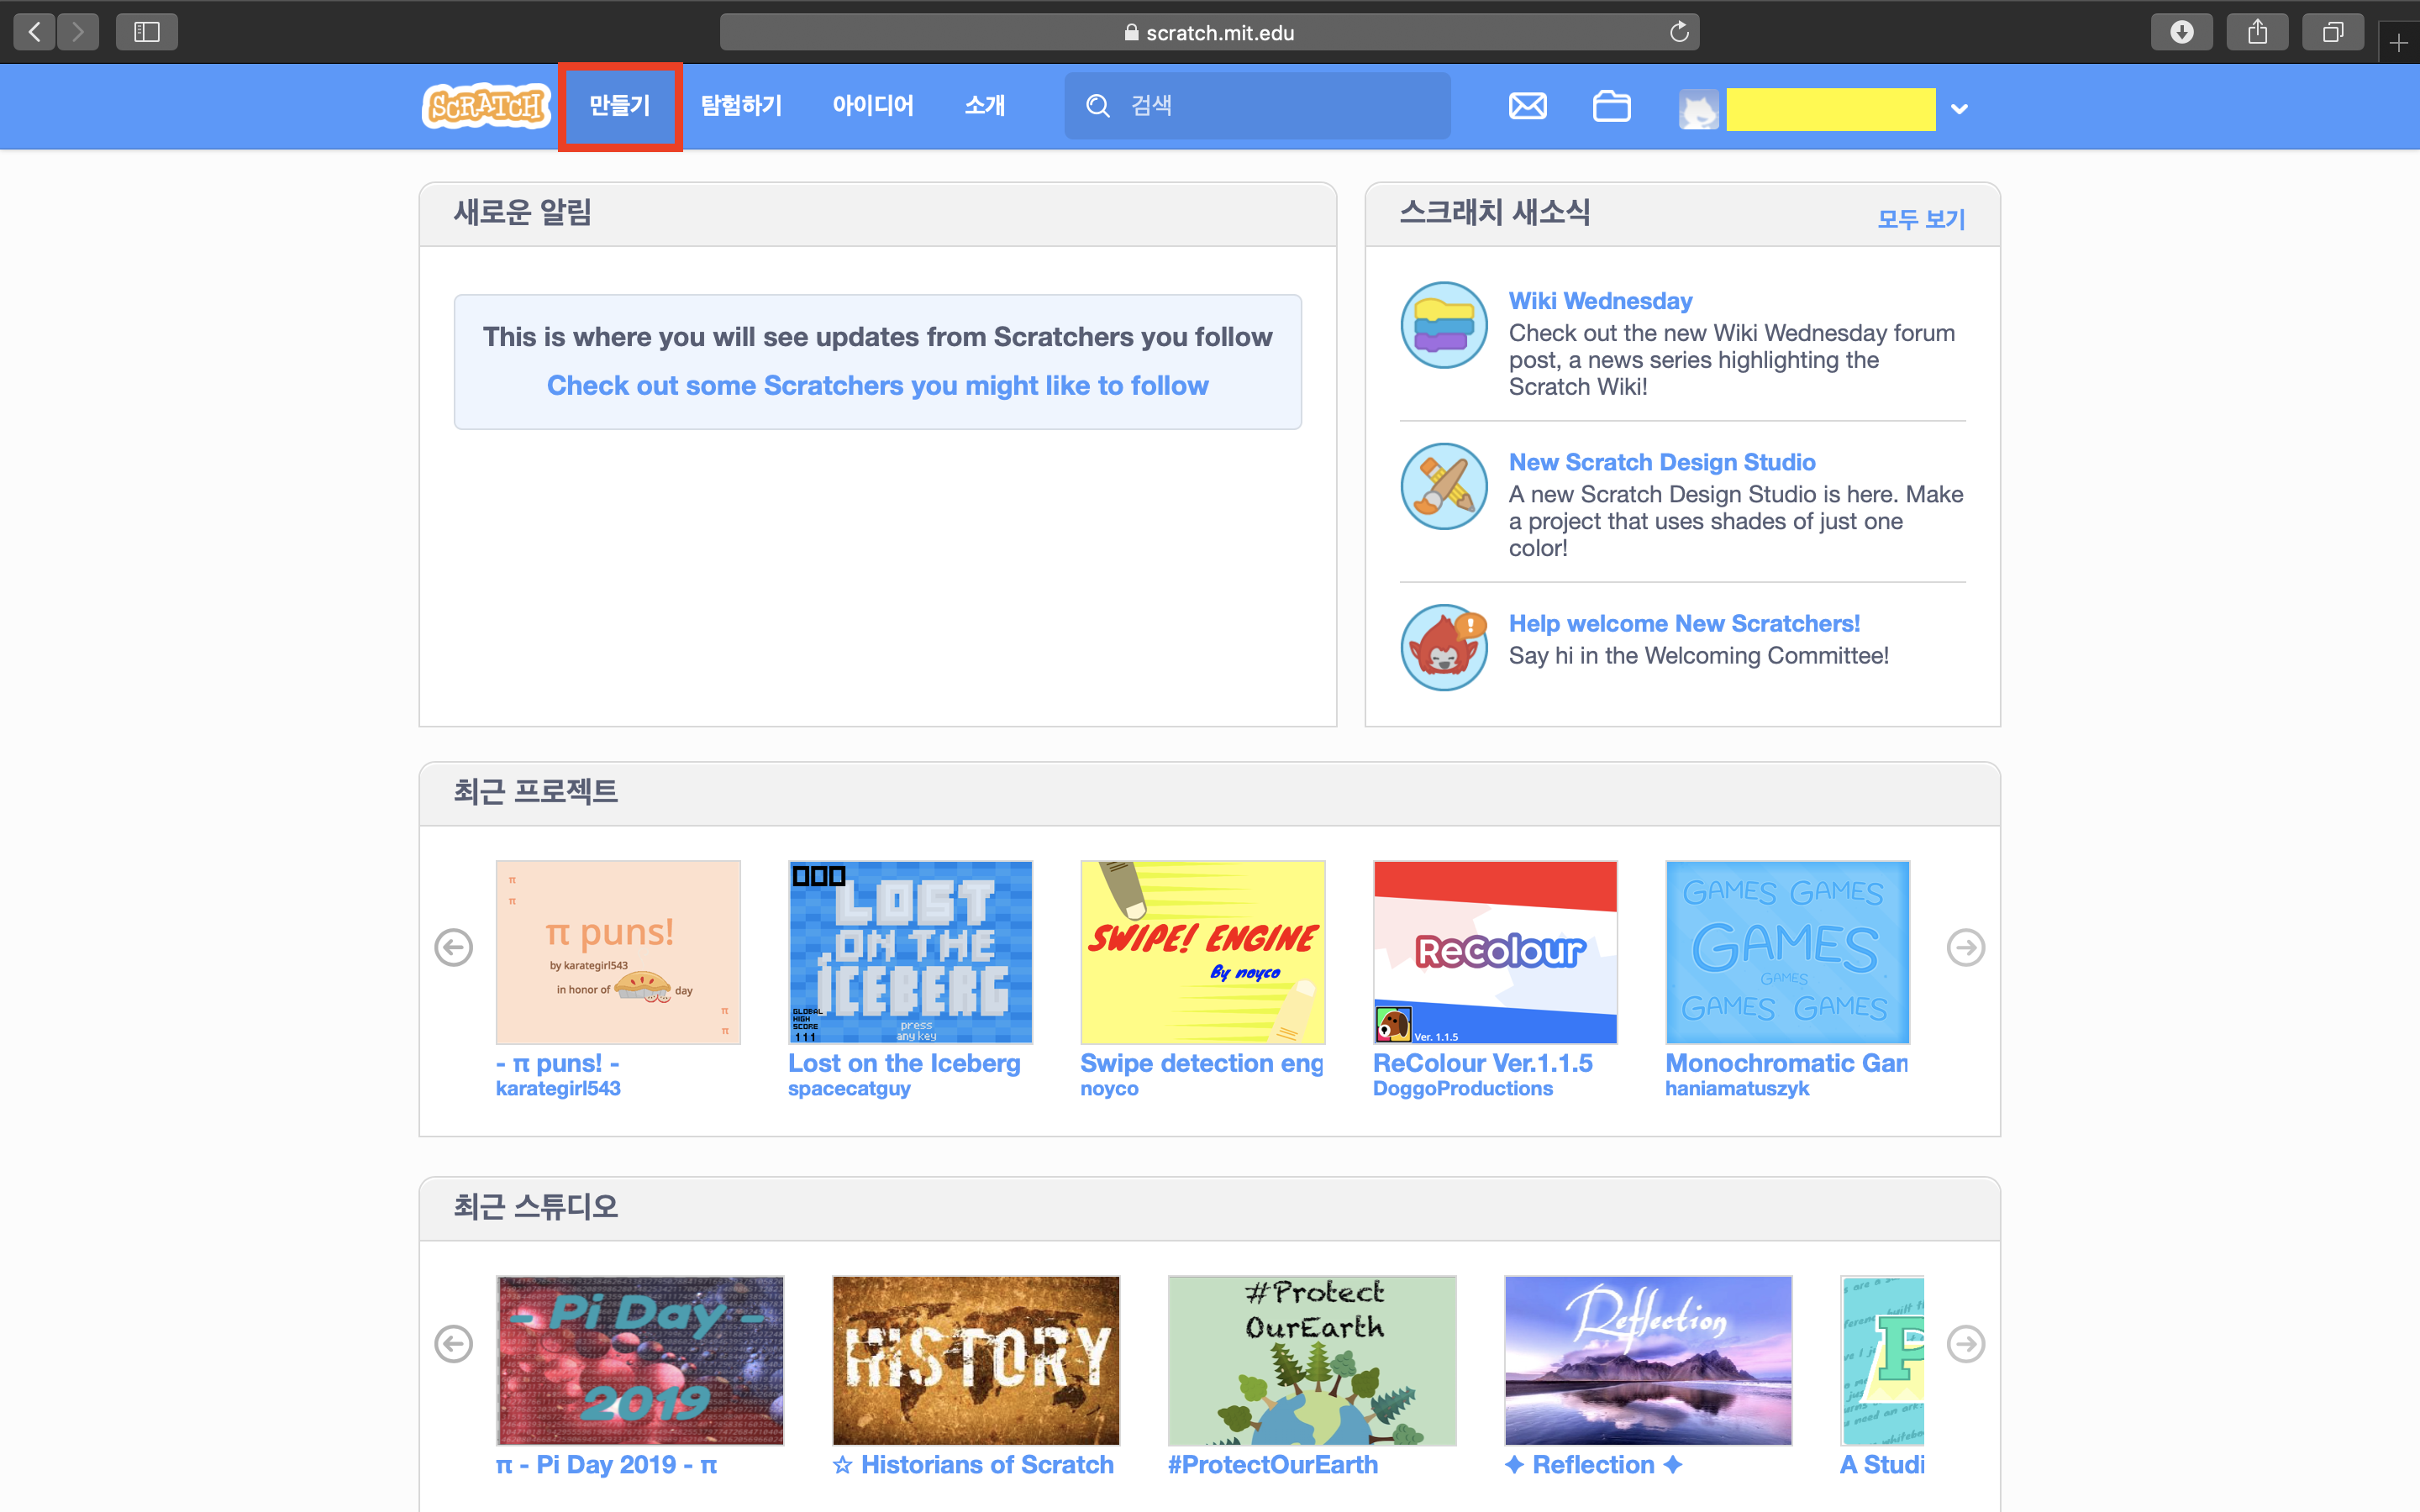 scratch.mit.edu
SCRATCH
만들기
탐험하기
아이디어
소개
검색
새로운 알림
This is where you will see updates from Scratchers you follow
Check out some Scratchers you might like to follow
스크래치 새소식
모두 보기
Wiki Wednesday
Check out the new Wiki Wednesday forum
post, a news series highlighting the
Scratch Wiki!
New Scratch Design Studio
A new Scratch Design Studio is here. Make
a project that uses shades of just one
color!
Help welcome New Scratchers!
Say hi in the Welcoming Committee!
최근 프로젝트
π
π
π puns!
by karategirl543
in honor of day
π
π
- π puns! -
karategirl543
LOST
ON THE
ICEBERG
GLOBAL
HIGH
SCORE
111
press
any key
Lost on the Iceberg
spacecatguy
SWIPE! ENGINE
By noyco
Swipe detection eng
noyco
ReColour
Ver. 1.1.5
ReColour Ver.1.1.5
DoggoProductions
GAMES GAMES
GAMES
GAMES
GAMES GAMES
Monochromatic Gan
haniamatuszyk
최근 스튜디오
- Pi Day -
2019
π - Pi Day 2019 - π
HISTORY
☆ Historians of Scratch
#Protect
OurEarth
#ProtectOurEarth
Reflection
✦ Reflection ✦
A Studi